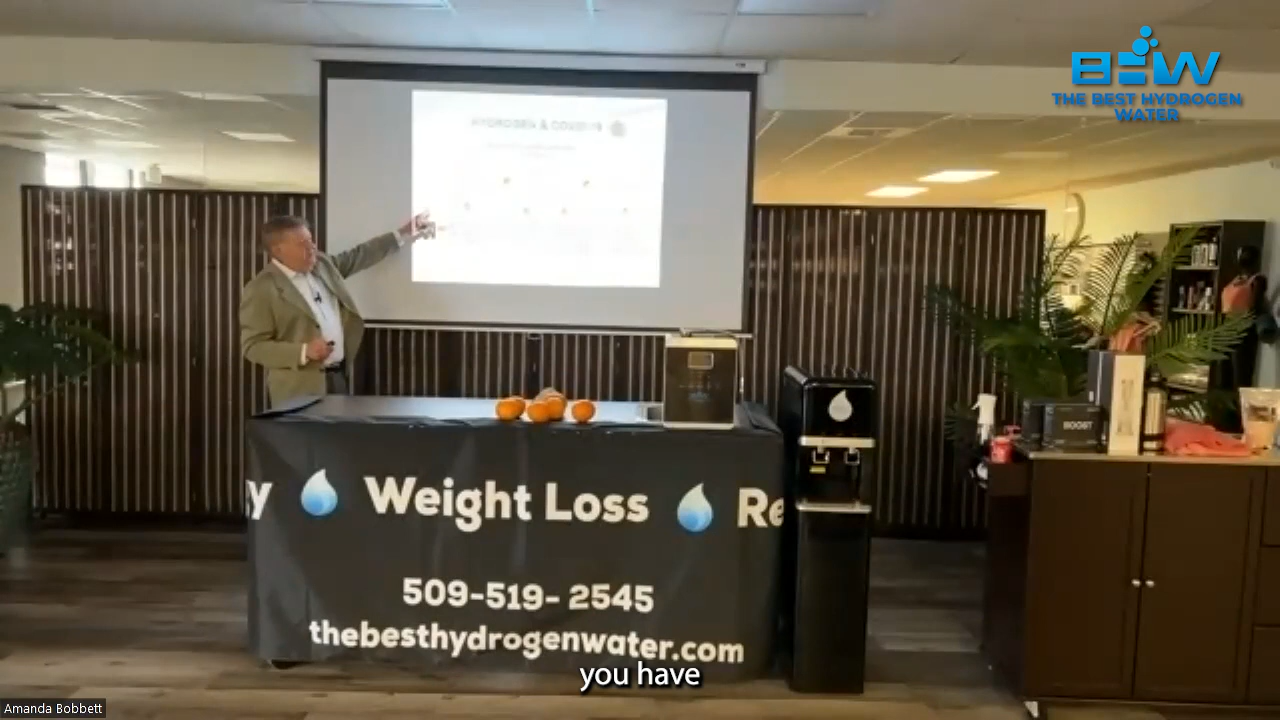 BHW
THE BEST HYDROGEN
WATER
HYDROGEN & COVID19
BOOST
y Weight Loss Re
509-519- 2545
thebesthydrogenwater.com
you have
Amanda Bobbett